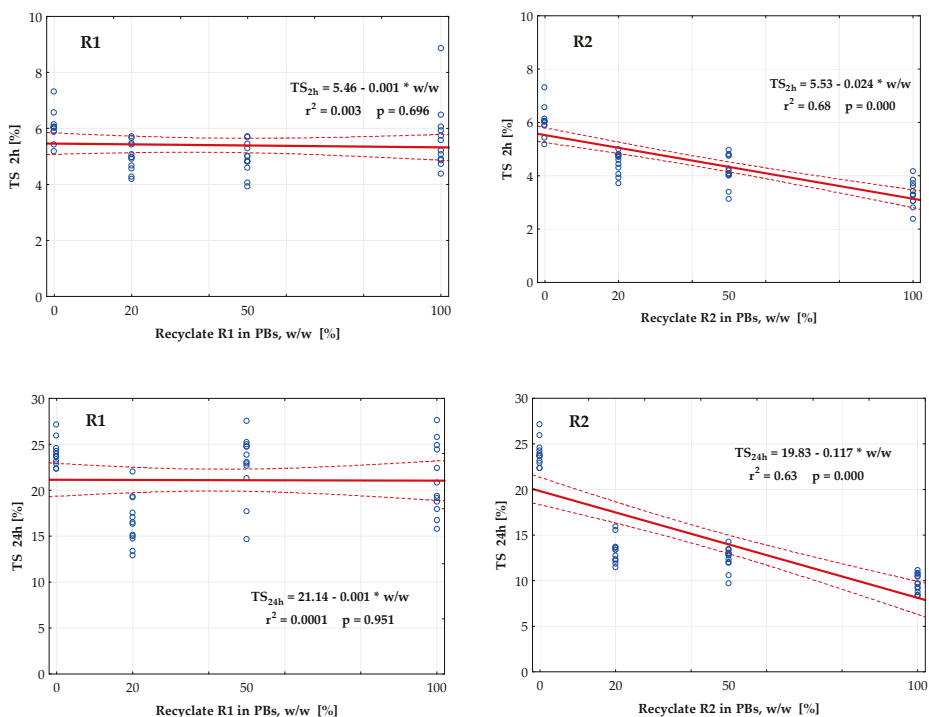 R1
TS2h = 5.46 - 0.001 * w/w
r2 = 0.003 p = 0.696
TS 2h [%]
10
8
6
4
2
0
0 20 50 100
Recyclate R1 in PBs, w/w [%]
R2
TS2h = 5.53 - 0.024 * w/w
r2 = 0.68 p = 0.000
TS 2h [%]
10
8
6
4
2
0
0 20 50 100
Recyclate R2 in PBs, w/w [%]
R1
TS24h = 21.14 - 0.001 * w/w
r2 = 0.0001 p = 0.951
TS 24h [%]
30
25
20
15
10
5
0
0 20 50 100
Recyclate R1 in PBs, w/w [%]
R2
TS24h = 19.83 - 0.117 * w/w
r2 = 0.63 p = 0.000
TS 24h [%]
30
25
20
15
10
5
0
0 20 50 100
Recyclate R2 in PBs, w/w [%]